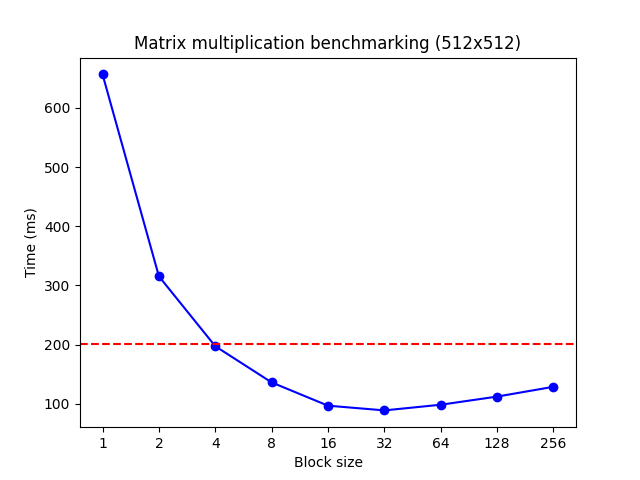 Matrix multiplication benchmarking (512x512)
Time (ms)
600
500
400
300
200
100
1 2 4 8 16 32 64 128 256
Block size